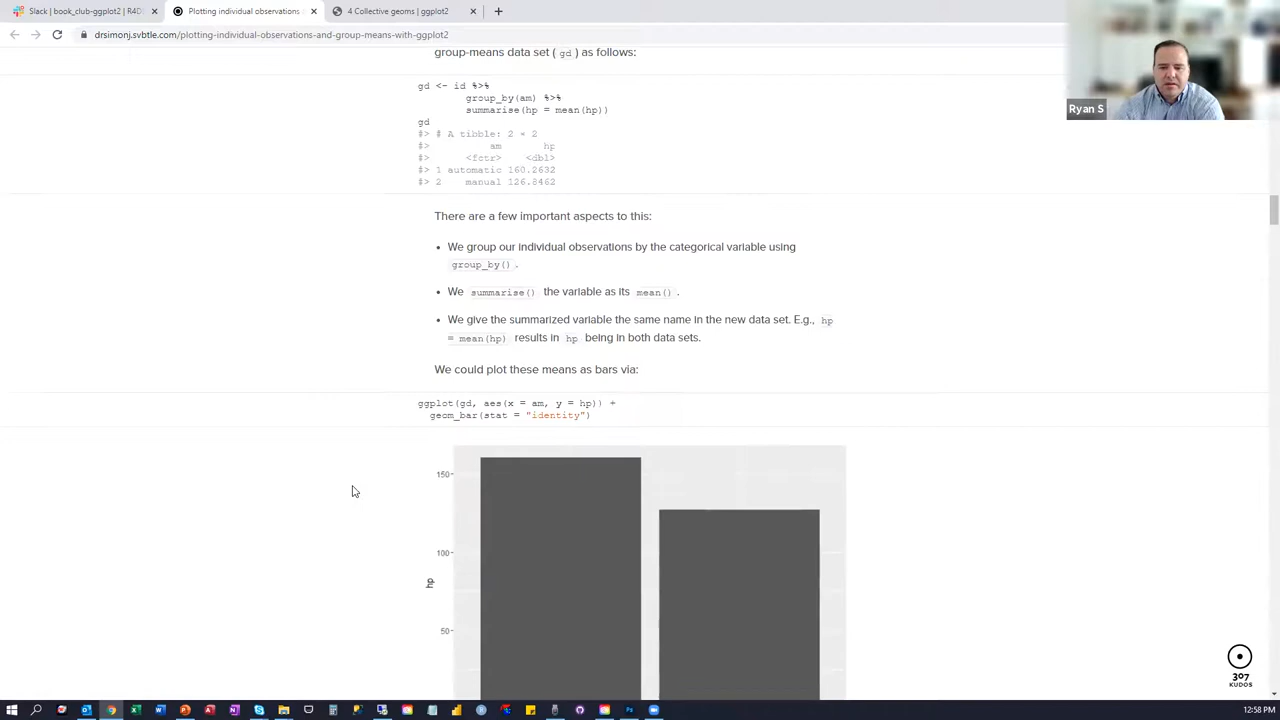 Slack | book_club-ggplot2 | R4D
Plotting individual observations
4 Collective geoms | ggplot2
drsimonj.svbtle.com/plotting-individual-observations-and-group-means-with-ggplot2
group-means data set ( gd ) as follows:
gd <- id %>%
group_by(am) %>%
summarise(hp = mean(hp))
gd
#> # A tibble: 2 × 2
#> am hp
#> <fctr> <dbl>
#> 1 automatic 160.2632
#> 2 manual 126.8462
There are a few important aspects to this:
• We group our individual observations by the categorical variable using
group_by() .
• We summarise() the variable as its mean() .
• We give the summarized variable the same name in the new data set. E.g., hp
= mean(hp) results in hp being in both data sets.
We could plot these means as bars via:
ggplot(gd, aes(x = am, y = hp)) +
geom_bar(stat = "identity")
150
100
hp
50
Ryan S
307
KUDOS
12:58 PM